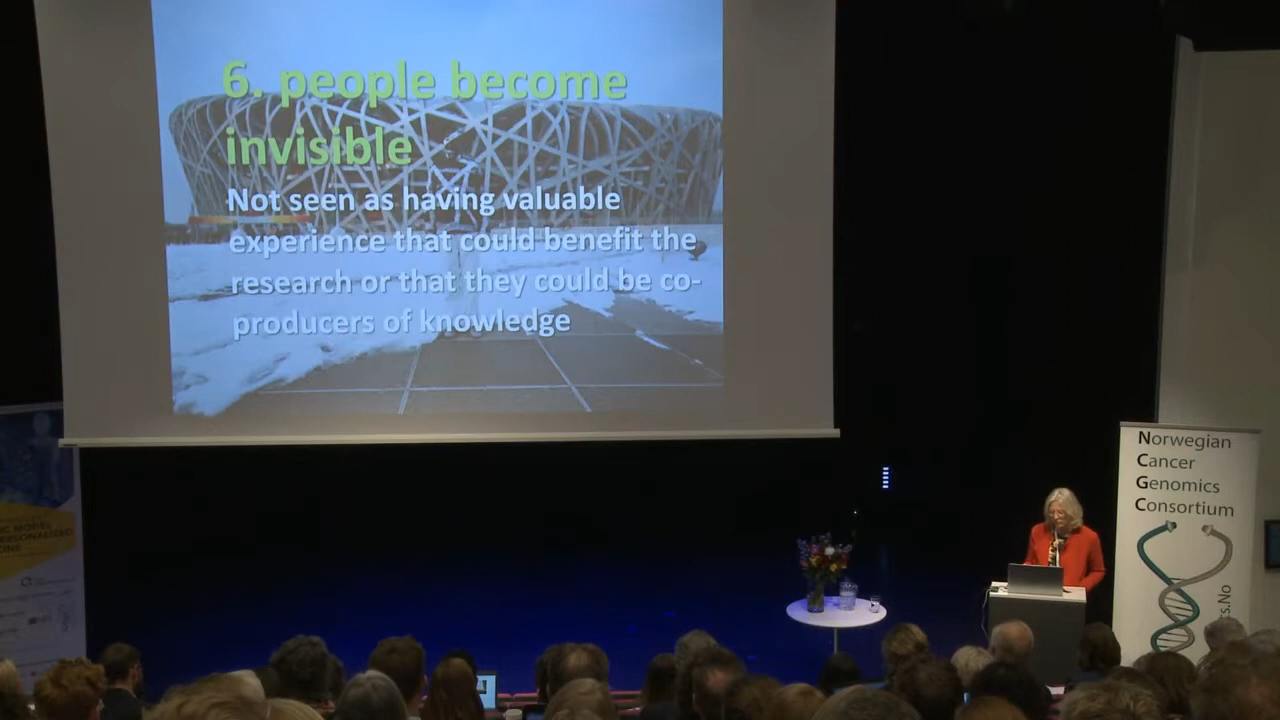 6. people become
invisible
Not seen as having valuable
experience that could benefit the
research or that they could be co-
producers of knowledge
Norwegian
Cancer
Genomics
Consortium
s.No